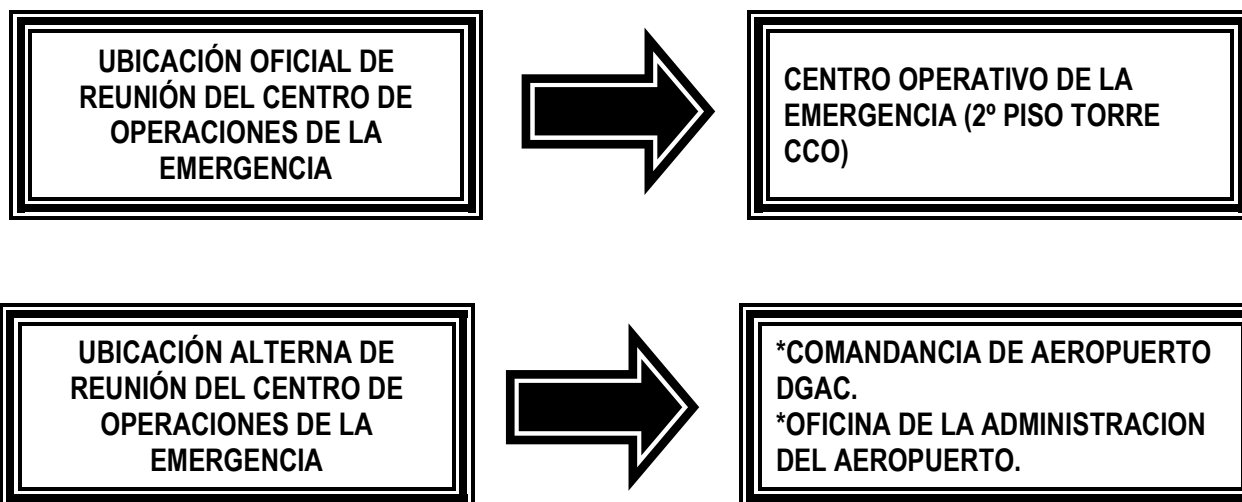 UBICACIÓN OFICIAL DE
REUNIÓN DEL CENTRO DE
OPERACIONES DE LA
EMERGENCIA
CENTRO OPERATIVO DE LA
EMERGENCIA (2º PISO TORRE
CCO)
UBICACIÓN ALTERNA DE
REUNIÓN DEL CENTRO DE
OPERACIONES DE LA
EMERGENCIA
*COMANDANCIA DE AEROPUERTO
DGAC.
*OFICINA DE LA ADMINISTRACION
DEL AEROPUERTO.